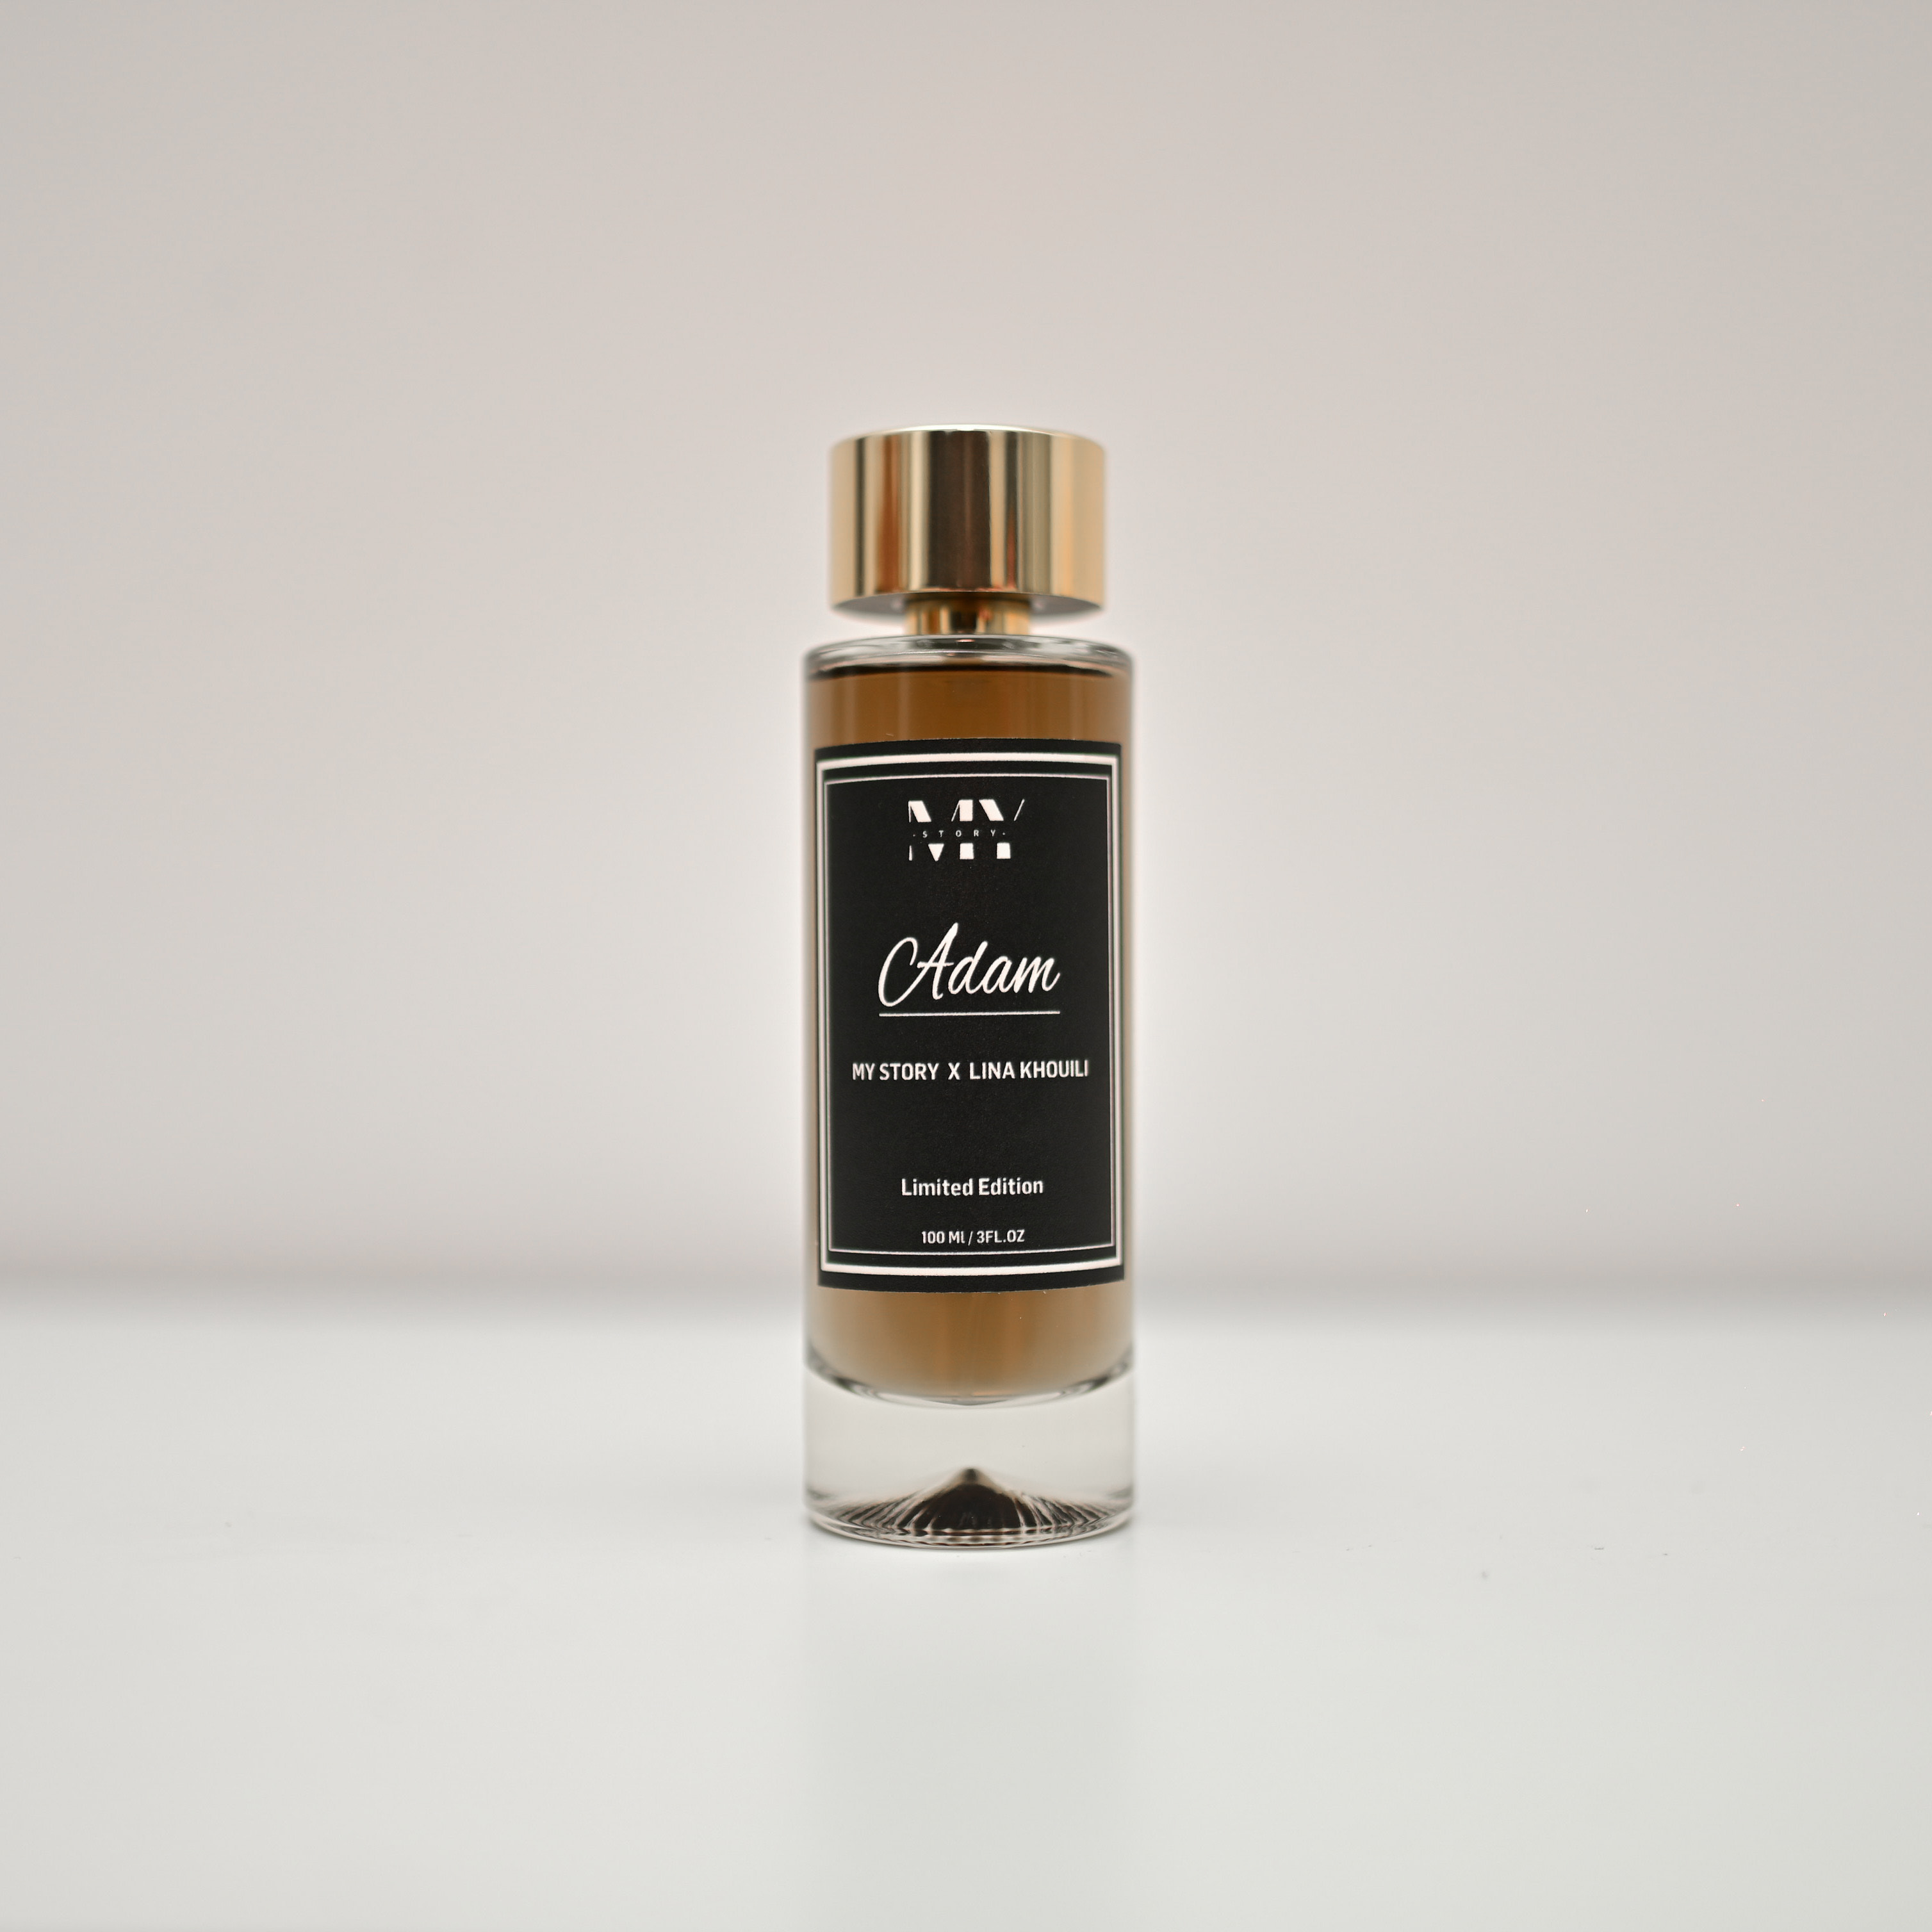 MY
STORY
Adam
MY STORY X LINA KHOUILI
Limited Edition
100 Ml / 3FL.OZ